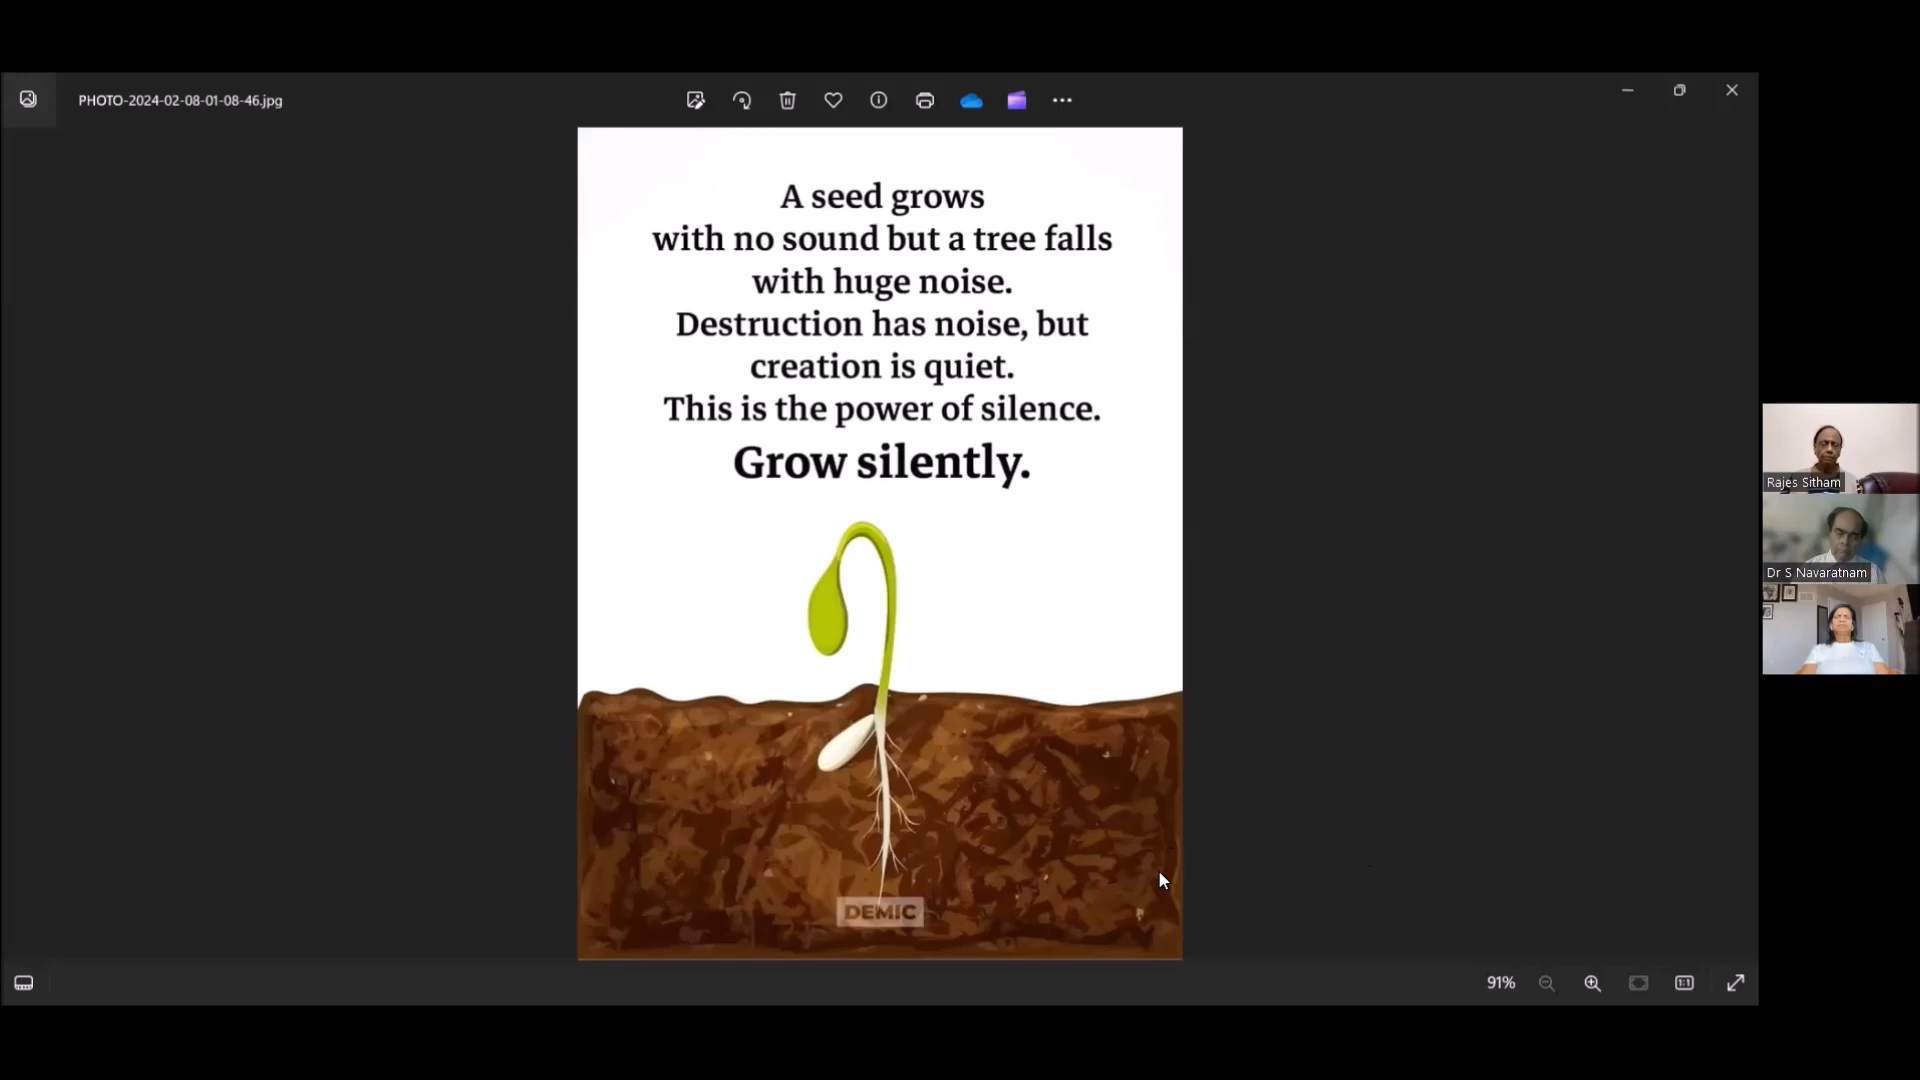 PHOTO-2024-02-08-01-08-46.jpg
A seed grows
with no sound but a tree falls
with huge noise.
Destruction has noise, but
creation is quiet.
This is the power of silence.
Grow silently.
DEMIC
Rajes Sitham
Dr S Navaratnam
91%
1:1